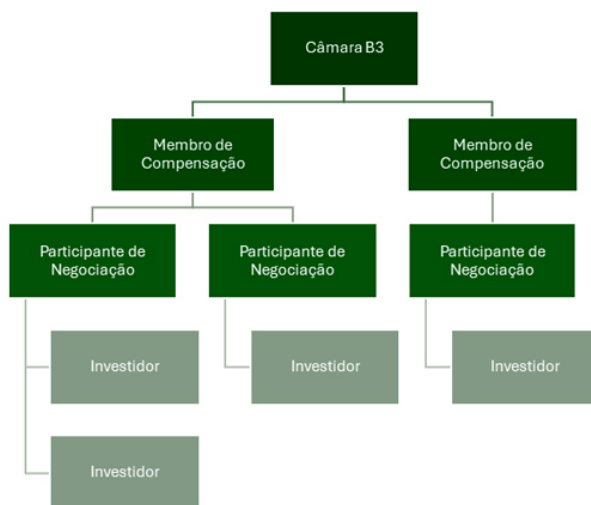 Câmara B3
Membro de
Compensação
Membro de
Compensação
Participante de
Negociação
Participante de
Negociação
Participante de
Negociação
Investidor
Investidor
Investidor
Investidor